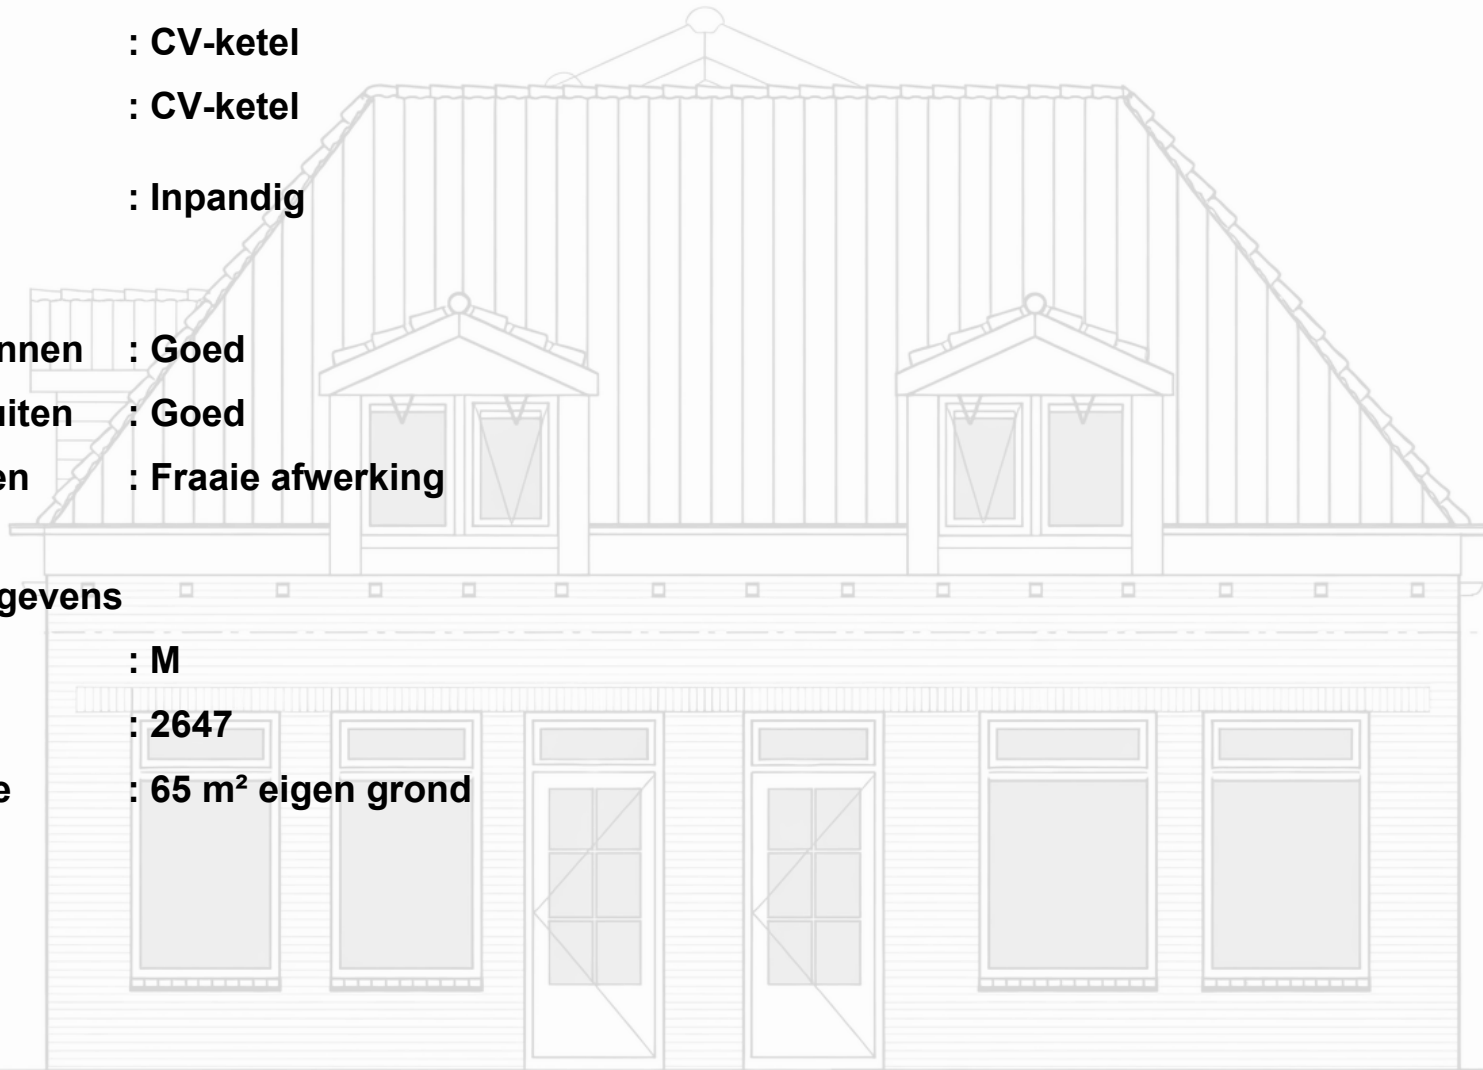 : CV-ketel
: CV-ketel
: Inpandig
nnen : Goed
uiten : Goed
en : Fraaie afwerking
gevens
: M
: 2647
e : 65 m² eigen grond